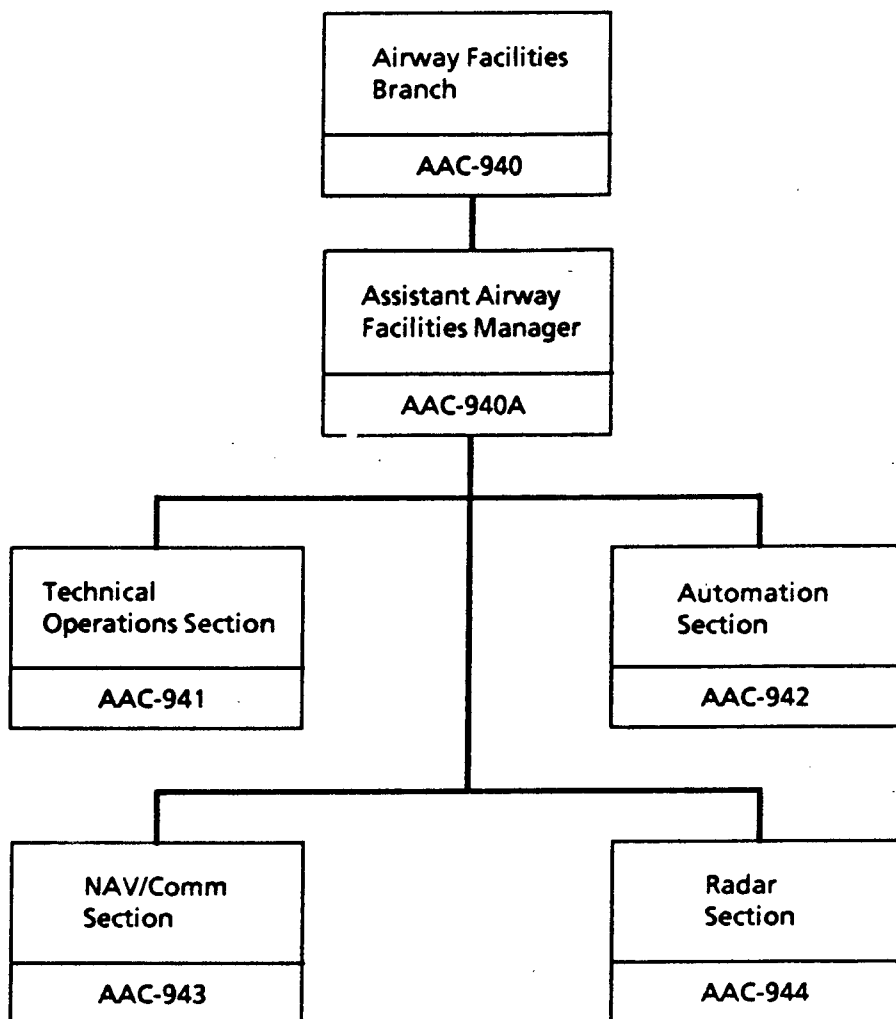 Airway Facilities
Branch
AAC-940
Assistant Airway
Facilities Manager
AAC-940A
Technical
Operations Section
AAC-941
Automation
Section
AAC-942
NAV/Comm
Section
AAC-943
Radar
Section
AAC-944